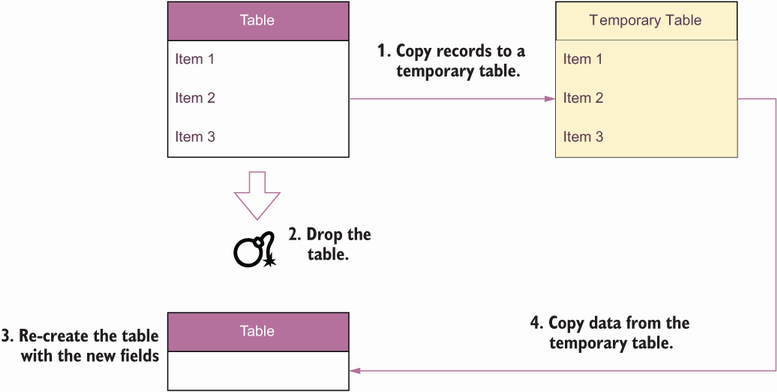 Table
Item 1
Item 2
Item 3
1. Copy records to a
temporary table.
Temporary Table
Item 1
Item 2
Item 3
2. Drop the
table.
3. Re-create the table
with the new fields
Table
4. Copy data from the
temporary table.